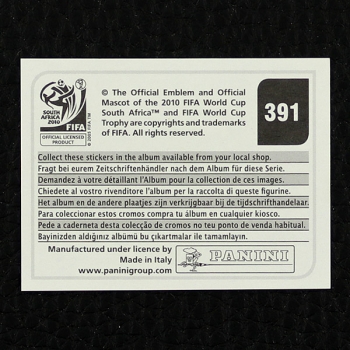 SOUTH AFRICA
2010
FIFA
OFFICIAL LICENSED
PRODUCT
© The Official Emblem and Official
Mascot of the 2010 FIFA World Cup
South Africa™ and FIFA World Cup
Trophy are copyrights and trademarks
of FIFA. All rights reserved.
391
Collect these stickers in the album available from your local shop.
Fragt bei eurem Zeitschriftenhändler nach dem Album für diese Serie.
Demandez à votre détaillant l'Album pour la collection de ces images.
Chiedete al vostro rivenditore l'album per la raccolta di queste figurine.
Het album en de andere plaatjes zijn verkrijgbaar bij de tijdschrifthandelaar.
Para coleccionar estos cromos compra tu álbum en cualquier kiosco.
Pede a caderneta desta colecção de cromos no teu ponto de venda habitual.
Bayinizden aldığınız albümü bu çıkartmalar ile tamamlayın.
Manufactured under licence by
Made in Italy
www.paninigroup.com
PANINI